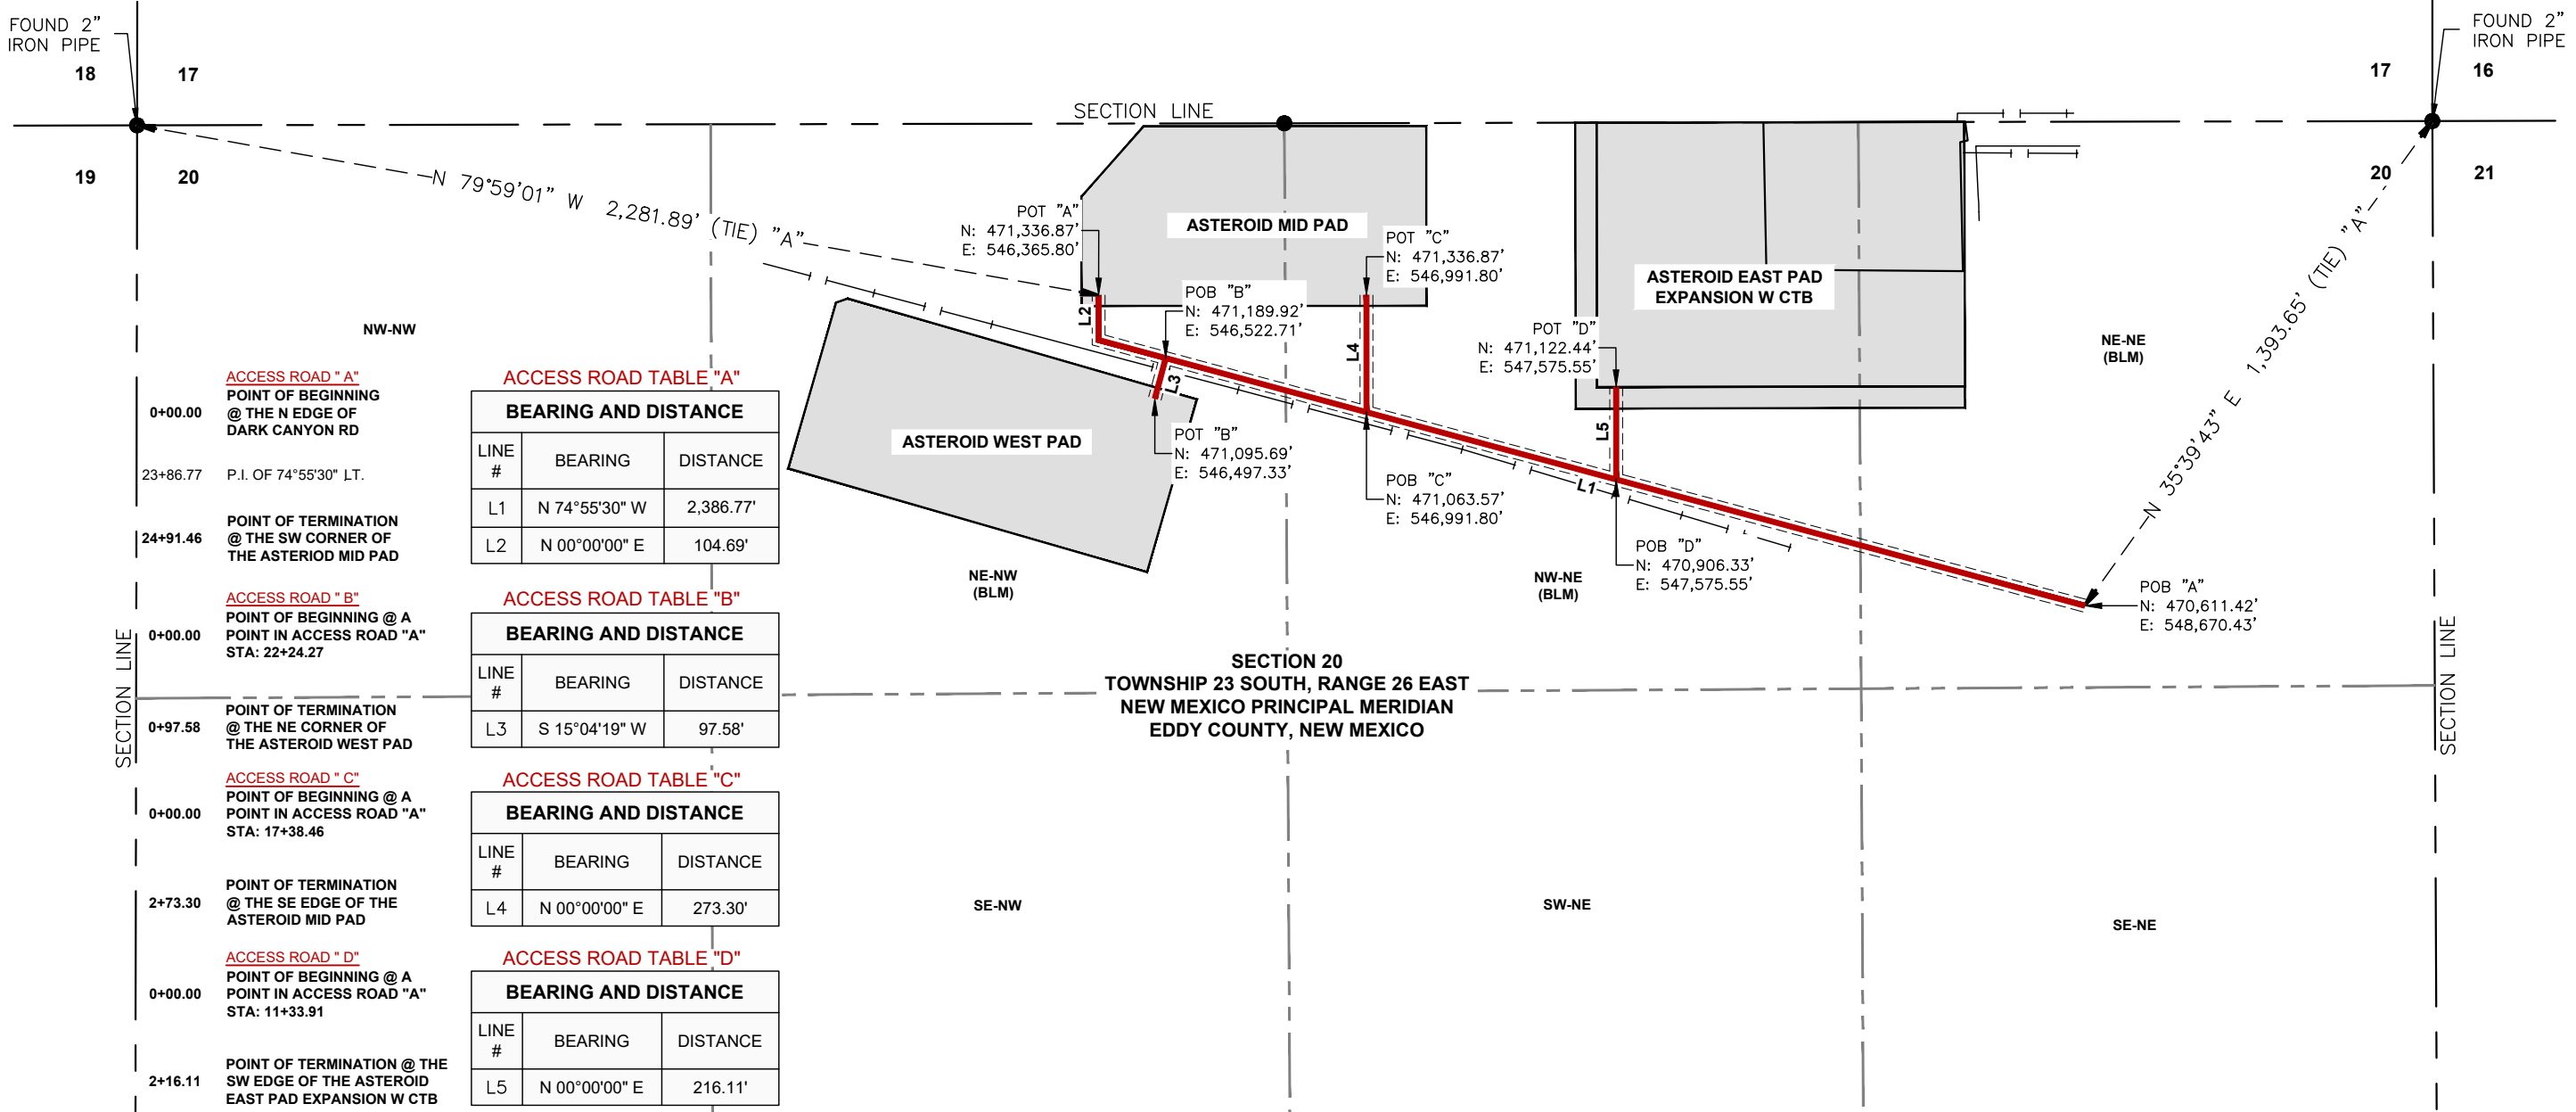 FOUND 2"
IRON PIPE
18
17
19
20
FOUND 2"
IRON PIPE
17
16
20
21
SECTION LINE
N 79°59'01" W 2,281.89' (TIE) "A"
POT "A"
N: 471,336.87'
E: 546,365.80'
ASTEROID MID PAD
POT "C"
N: 471,336.87'
E: 546,991.80'
POB "B"
N: 471,189.92'
E: 546,522.71'
ASTEROID EAST PAD
EXPANSION W CTB
POT "D"
N: 471,122.44'
E: 547,575.55'
NE-NE
(BLM)
N 35°39'43" E 1,393.65' (TIE) "A"
L2
L3
L4
L5
L1
NW-NW
ASTEROID WEST PAD
POT "B"
N: 471,095.69'
E: 546,497.33'
POB "C"
N: 471,063.57'
E: 546,991.80'
POB "D"
N: 470,906.33'
E: 547,575.55'
POB "A"
N: 470,611.42'
E: 548,670.43'
NE-NW
(BLM)
NW-NE
(BLM)
SECTION 20
TOWNSHIP 23 SOUTH, RANGE 26 EAST
NEW MEXICO PRINCIPAL MERIDIAN
EDDY COUNTY, NEW MEXICO
SECTION LINE
SECTION LINE
SE-NW
SW-NE
SE-NE
ACCESS ROAD " A"
0+00.00
POINT OF BEGINNING
@ THE N EDGE OF
DARK CANYON RD
23+86.77 P.I. OF 74°55'30" LT.
24+91.46
POINT OF TERMINATION
@ THE SW CORNER OF
THE ASTERIOD MID PAD
ACCESS ROAD TABLE "A"
BEARING AND DISTANCE
LINE # BEARING DISTANCE
L1 N 74°55'30" W 2,386.77'
L2 N 00°00'00" E 104.69'
ACCESS ROAD " B"
0+00.00
POINT OF BEGINNING @ A
POINT IN ACCESS ROAD "A"
STA: 22+24.27
0+97.58
POINT OF TERMINATION
@ THE NE CORNER OF
THE ASTEROID WEST PAD
ACCESS ROAD TABLE "B"
BEARING AND DISTANCE
LINE # BEARING DISTANCE
L3 S 15°04'19" W 97.58'
ACCESS ROAD " C"
0+00.00
POINT OF BEGINNING @ A
POINT IN ACCESS ROAD "A"
STA: 17+38.46
2+73.30
POINT OF TERMINATION
@ THE SE EDGE OF THE
ASTEROID MID PAD
ACCESS ROAD TABLE "C"
BEARING AND DISTANCE
LINE # BEARING DISTANCE
L4 N 00°00'00" E 273.30'
ACCESS ROAD " D"
0+00.00
POINT OF BEGINNING @ A
POINT IN ACCESS ROAD "A"
STA: 11+33.91
2+16.11
POINT OF TERMINATION @ THE
SW EDGE OF THE ASTEROID
EAST PAD EXPANSION W CTB
ACCESS ROAD TABLE "D"
BEARING AND DISTANCE
LINE # BEARING DISTANCE
L5 N 00°00'00" E 216.11'